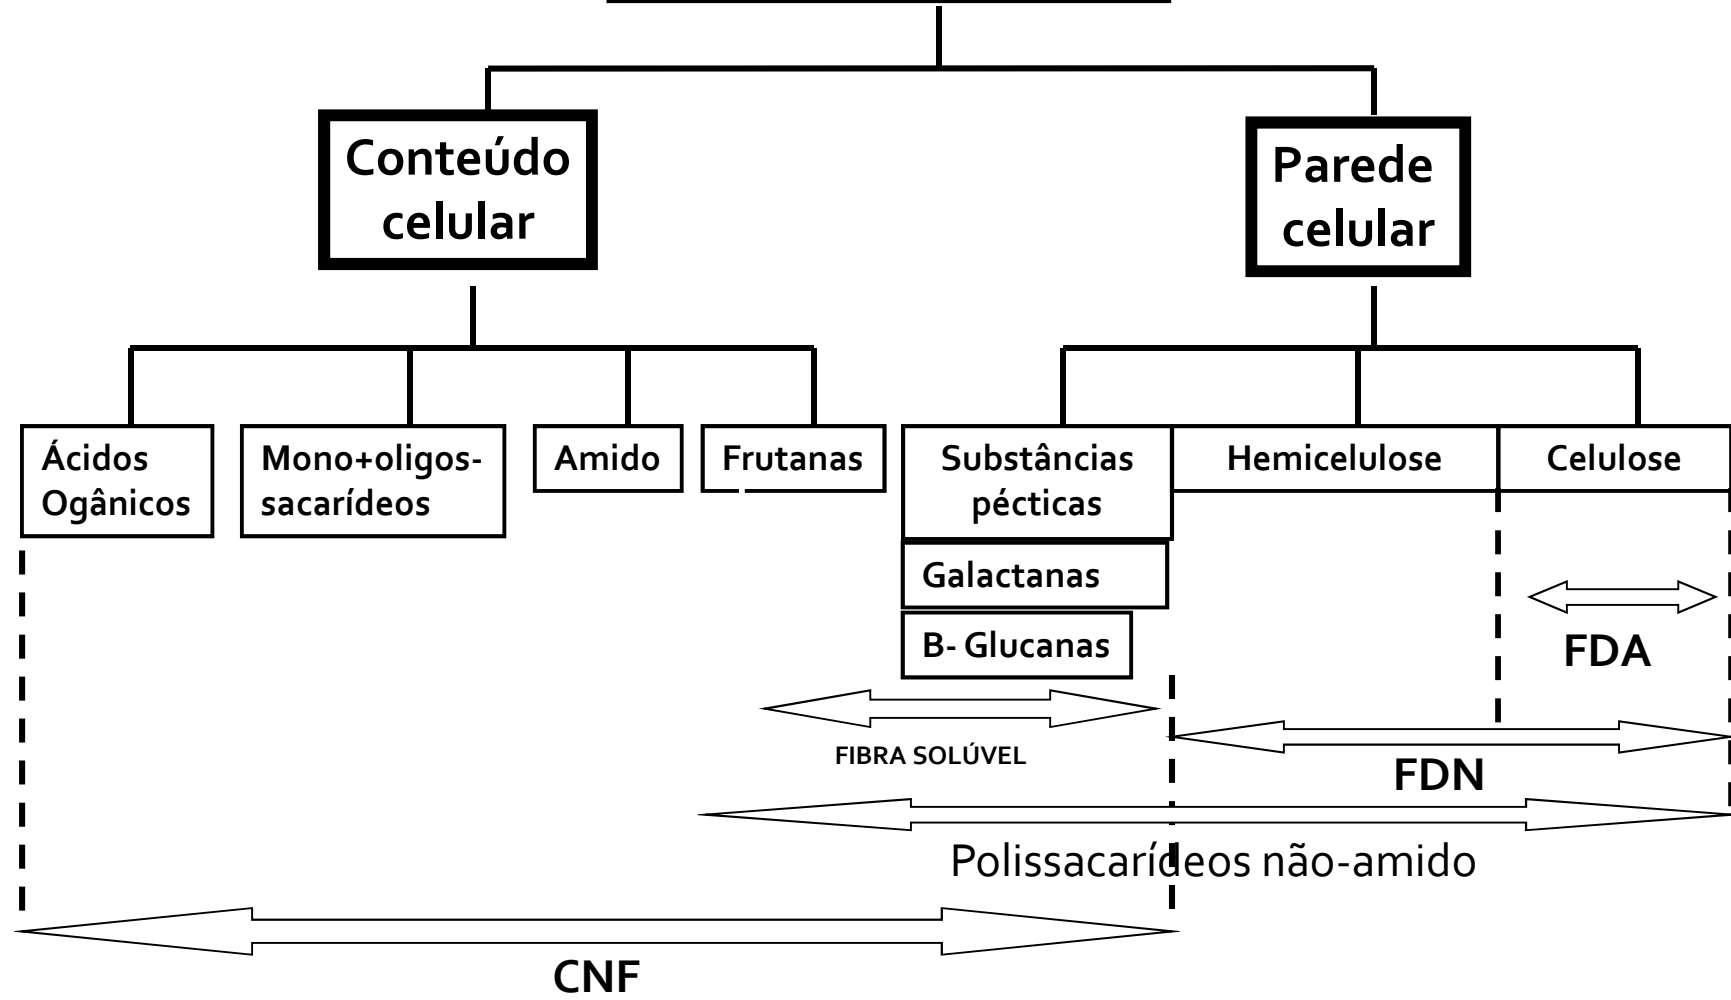 Conteúdo
celular
Parede
celular
Ácidos
Ogânicos
Mono+oligos-
sacarídeos
Amido
Frutanas
Substâncias
pécticas
Hemicelulose
Celulose
Galactanas
B- Glucanas
FDA
FIBRA SOLÚVEL
FDN
Polissacarídeos não-amido
CNF